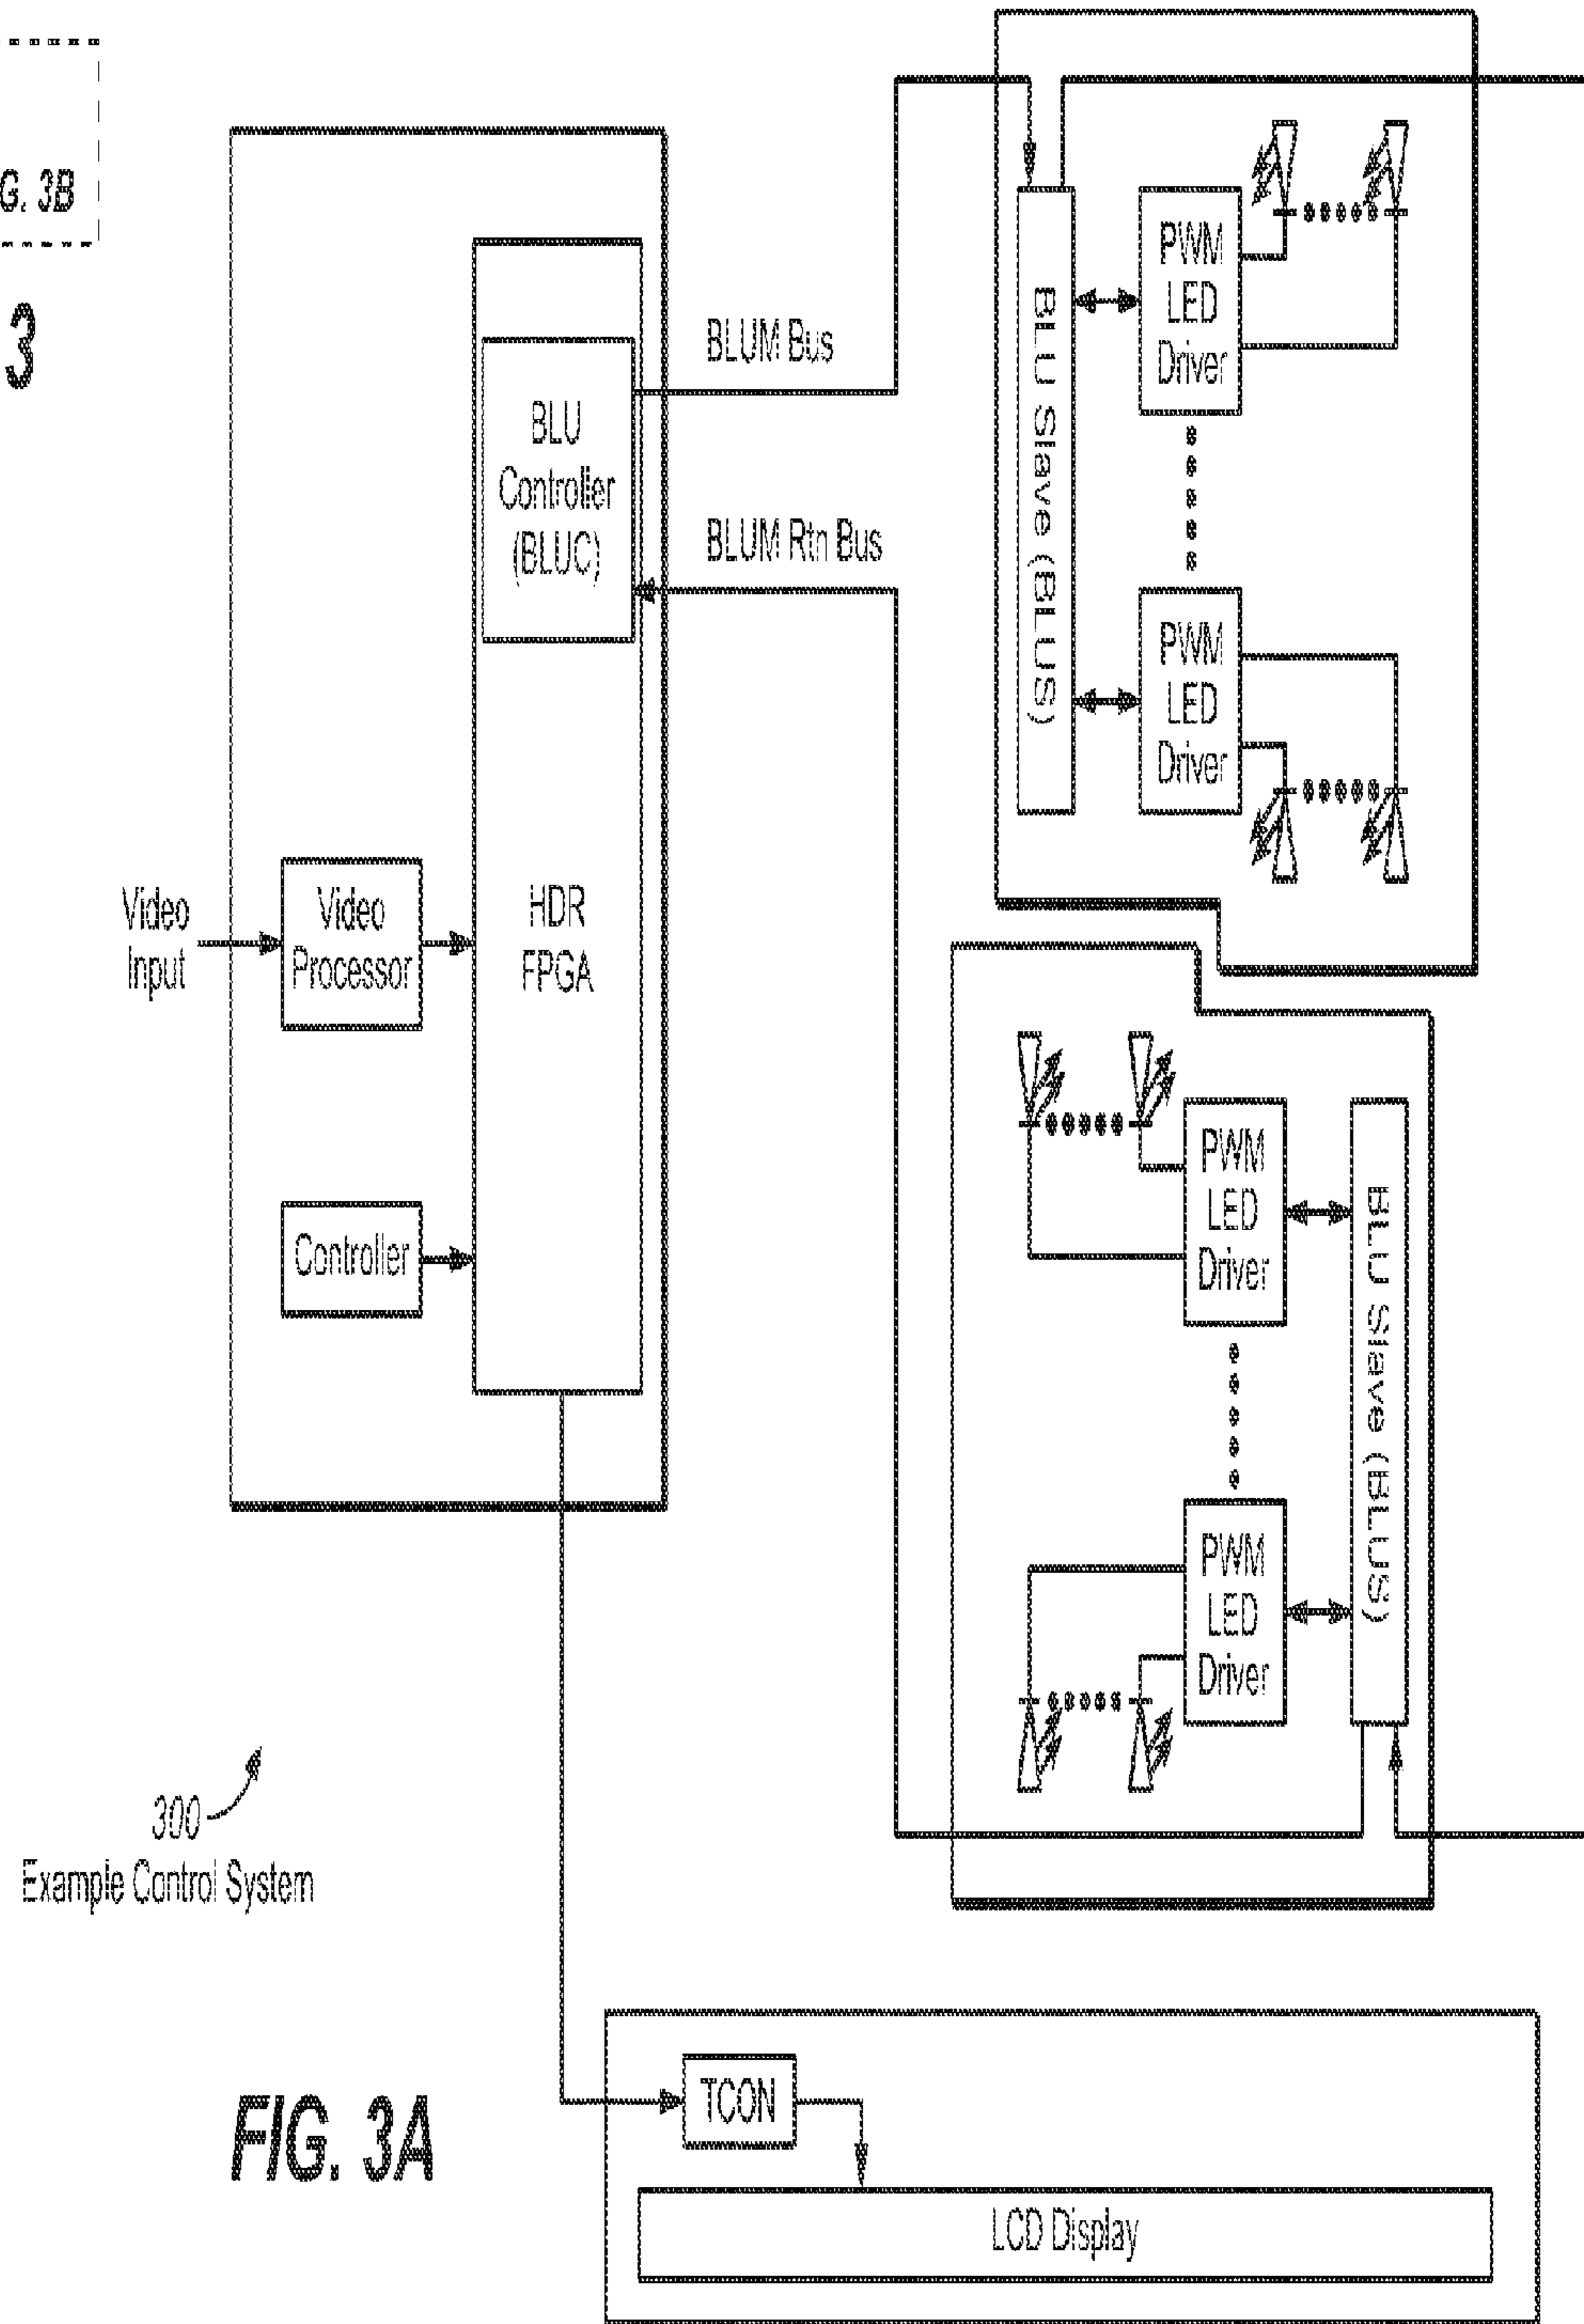 G. 3B
3
BLU
Controller
(BLUC)
HDR
FPGA
Video
Input
Video
Processor
Controller
BLUM Bus
BLUM Rtn Bus
BLU Slave (BLUS)
PWM
LED
Driver
PWM
LED
Driver
PWM
LED
Driver
BLU Slave (BLUS)
PWM
LED
Driver
300
Example Control System
FIG. 3A
TCON
LCD Display